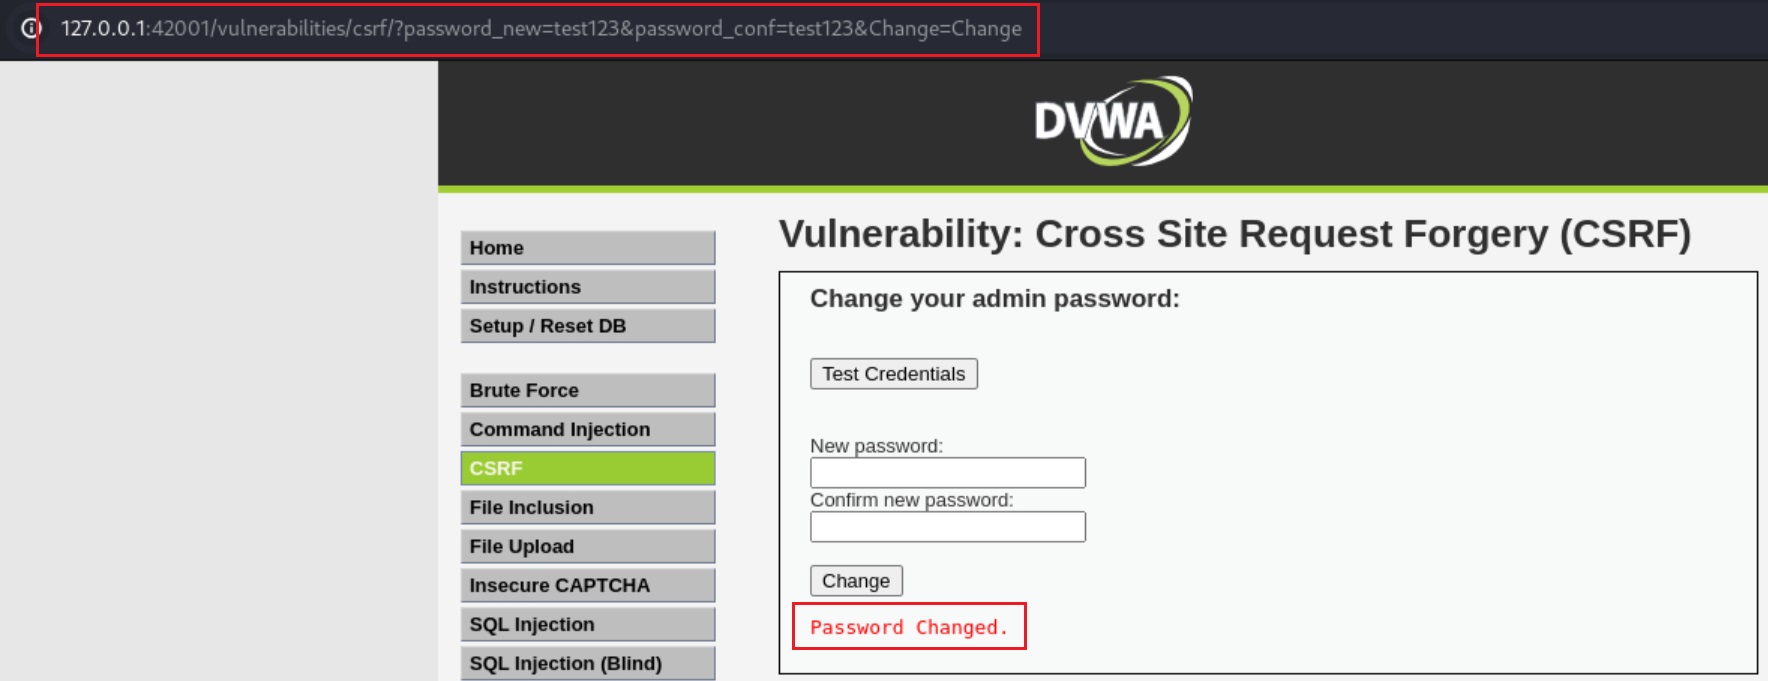 127.0.0.1:42001/vulnerabilities/csrf/?password_new=test123&password_conf=test123&Change=Change
DVWA
Home
Instructions
Setup / Reset DB
Brute Force
Command Injection
CSRF
File Inclusion
File Upload
Insecure CAPTCHA
SQL Injection
SQL Injection (Blind)
Vulnerability: Cross Site Request Forgery (CSRF)
Change your admin password:
Test Credentials
New password:
Confirm new password:
Change
Password Changed.